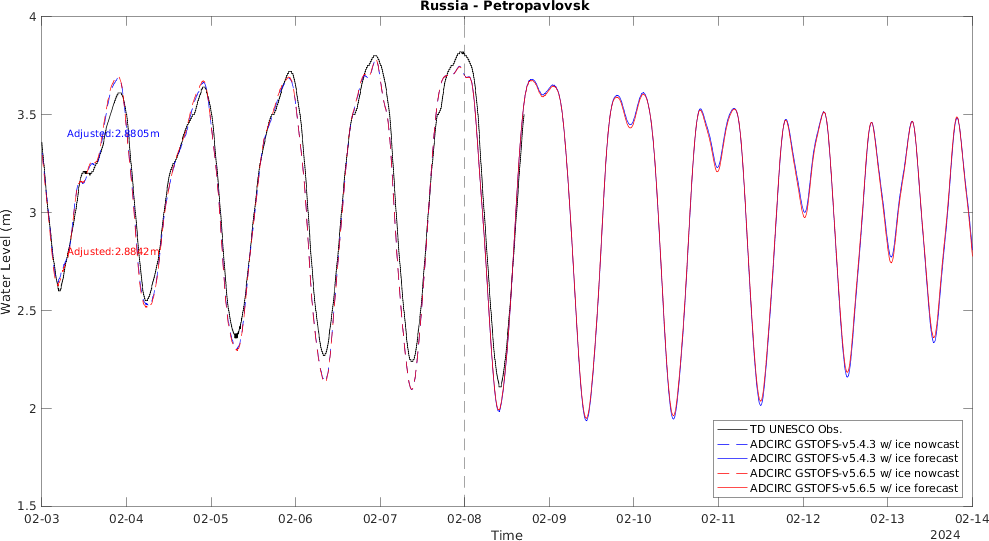 Russia - Petropavlovsk
4
3.5
3
2.5
2
1.5
Water Level (m)
Adjusted:2.8805m
Adjusted:2.8842m
TD UNESCO Obs.
ADCIRC GSTOFS-v5.4.3 w/ ice nowcast
ADCIRC GSTOFS-v5.4.3 w/ ice forecast
ADCIRC GSTOFS-v5.6.5 w/ ice nowcast
ADCIRC GSTOFS-v5.6.5 w/ ice forecast
02-03 02-04 02-05 02-06 02-07 02-08 02-09 02-10 02-11 02-12 02-13 02-14
Time
2024